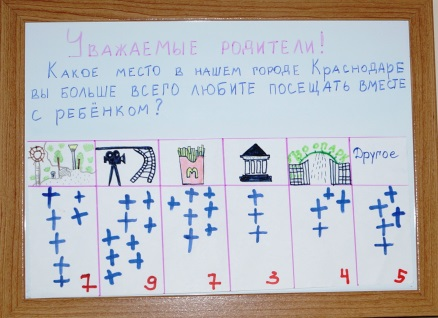 Уважаемые родители!
Какое место в нашем городе Краснодаре
вы больше всего любите посещать вместе
с ребёнком?
M
Зоопарк
Другое
7 9 7 3 4 5